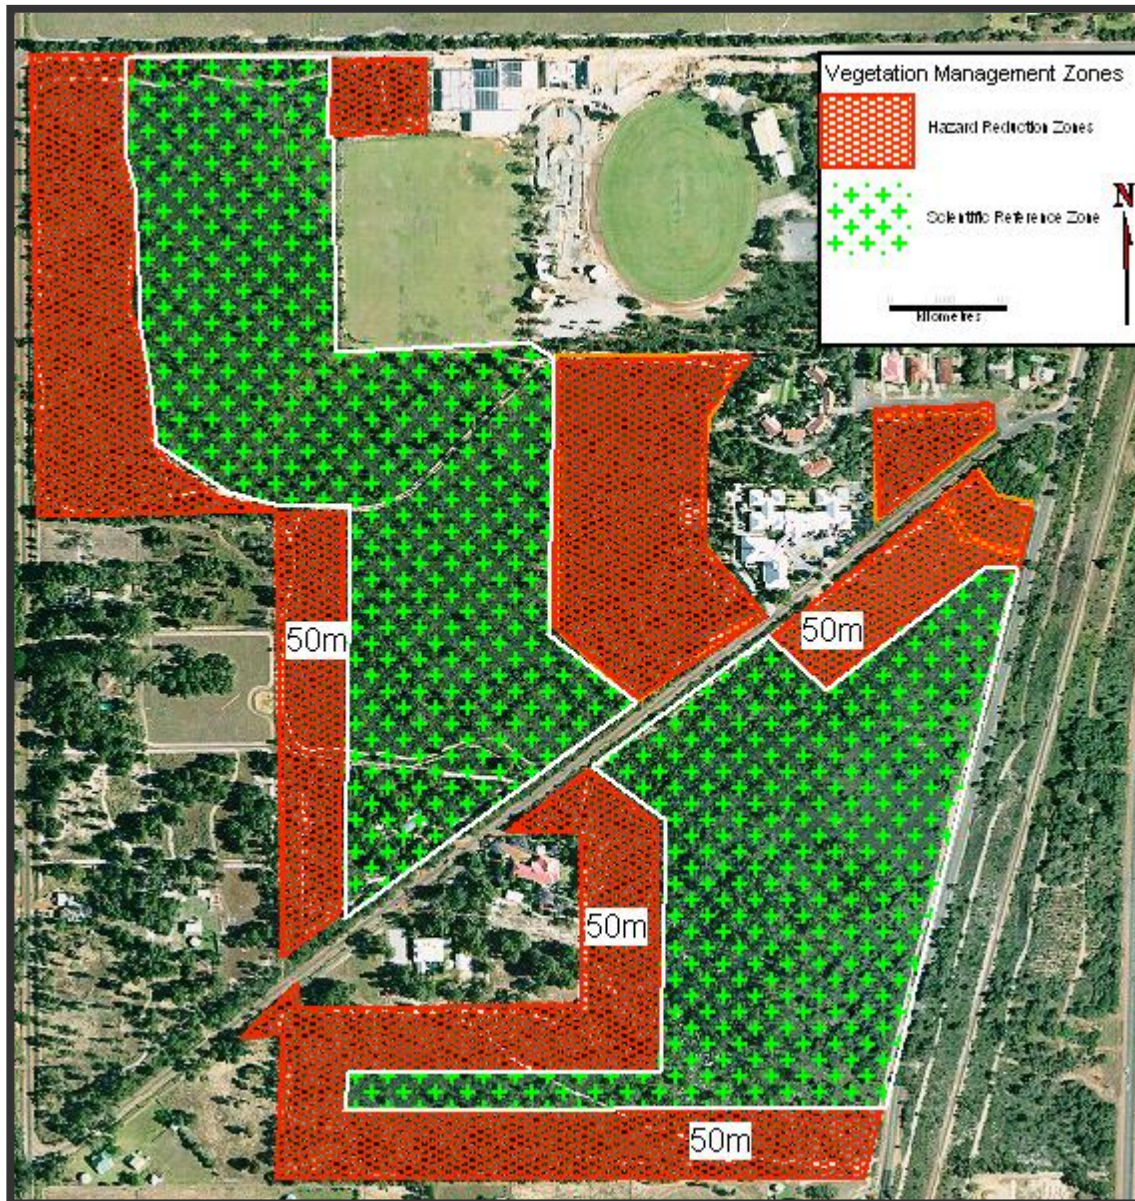 Vegetation Management Zones
Hazard Reduction Zones
Scientific Reference Zone
N
kilometres
50m
50m
50m
50m